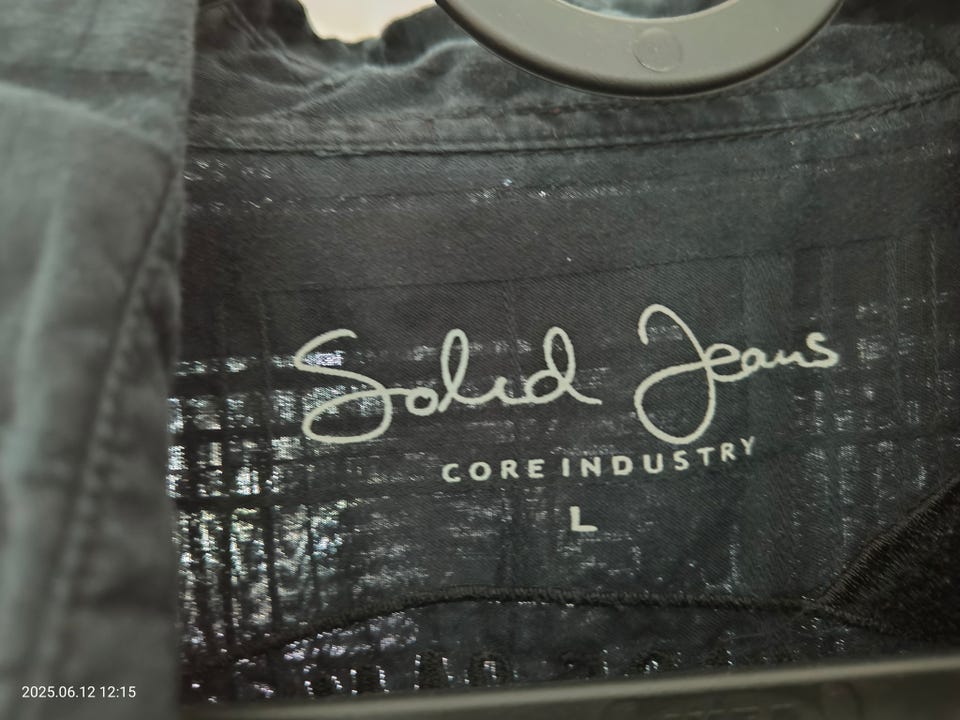 Solid Jeans
CORE INDUSTRY
L
2025.06.12 12:15